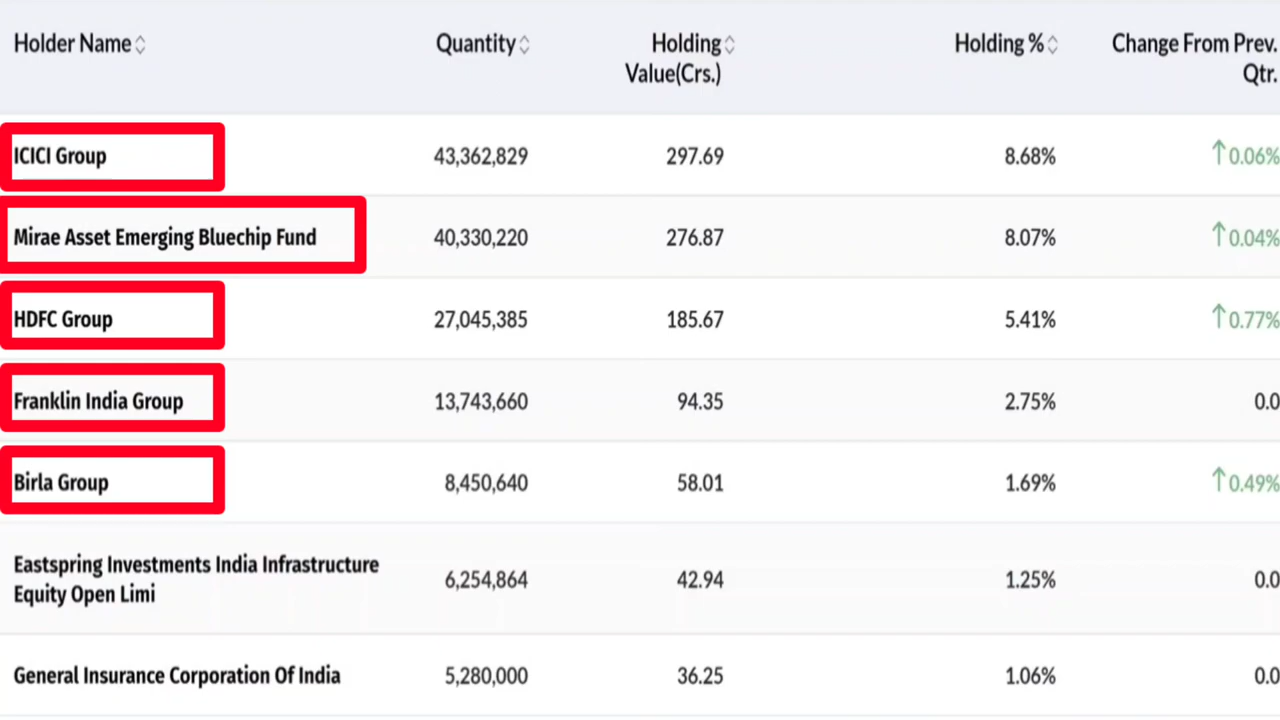 Holder Name Quantity Holding Value(Crs.) Holding % Change From Prev. Qtr.
ICICI Group 43,362,829 297.69 8.68% ↑0.06%
Mirae Asset Emerging Bluechip Fund 40,330,220 276.87 8.07% ↑0.04%
HDFC Group 27,045,385 185.67 5.41% ↑0.77%
Franklin India Group 13,743,660 94.35 2.75% 0.0
Birla Group 8,450,640 58.01 1.69% ↑0.49%
Eastspring Investments India Infrastructure
Equity Open Limi 6,254,864 42.94 1.25% 0.0
General Insurance Corporation Of India 5,280,000 36.25 1.06% 0.0